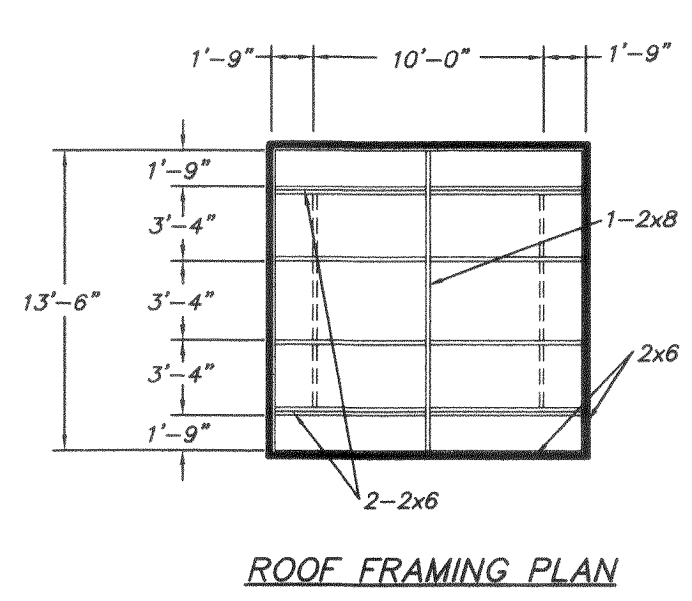 1'-9" 10'-0" 1'-9"
1'-9"
3'-4"
1-2x8
13'-6" 3'-4"
3'-4"
2x6
1'-9"
2-2x6
ROOF FRAMING PLAN